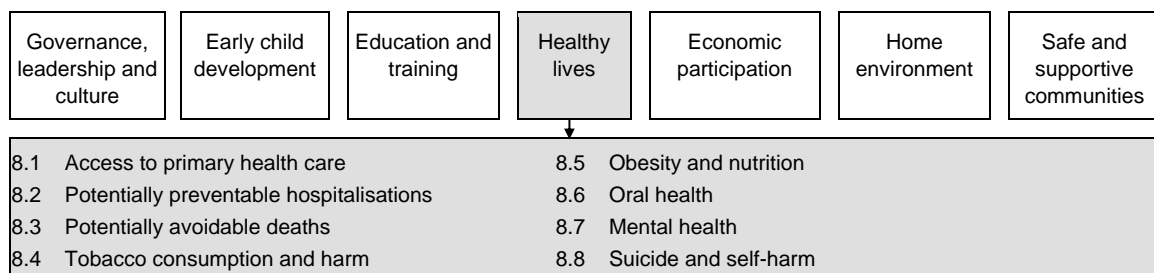 Governance,
leadership and
culture
Early child
development
Education and
training
Healthy
lives
Economic
participation
Home
environment
Safe and
supportive
communities
8.1 Access to primary health care
8.2 Potentially preventable hospitalisations
8.3 Potentially avoidable deaths
8.4 Tobacco consumption and harm
8.5 Obesity and nutrition
8.6 Oral health
8.7 Mental health
8.8 Suicide and self-harm